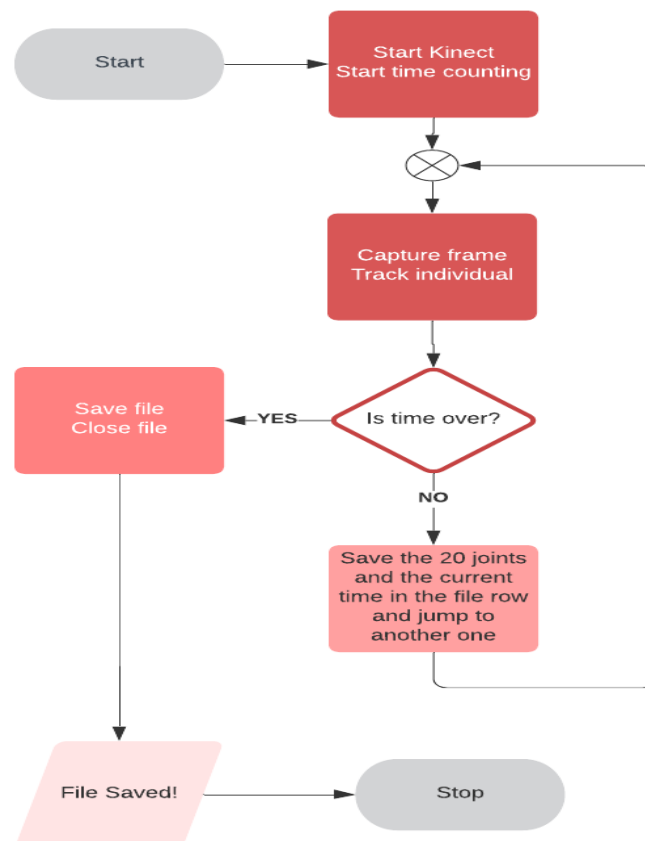 Start
Start Kinect
Start time counting
Capture frame
Track individual
Is time over?
YES
Save file
Close file
NO
Save the 20 joints
and the current
time in the file row
and jump to
another one
File Saved!
Stop